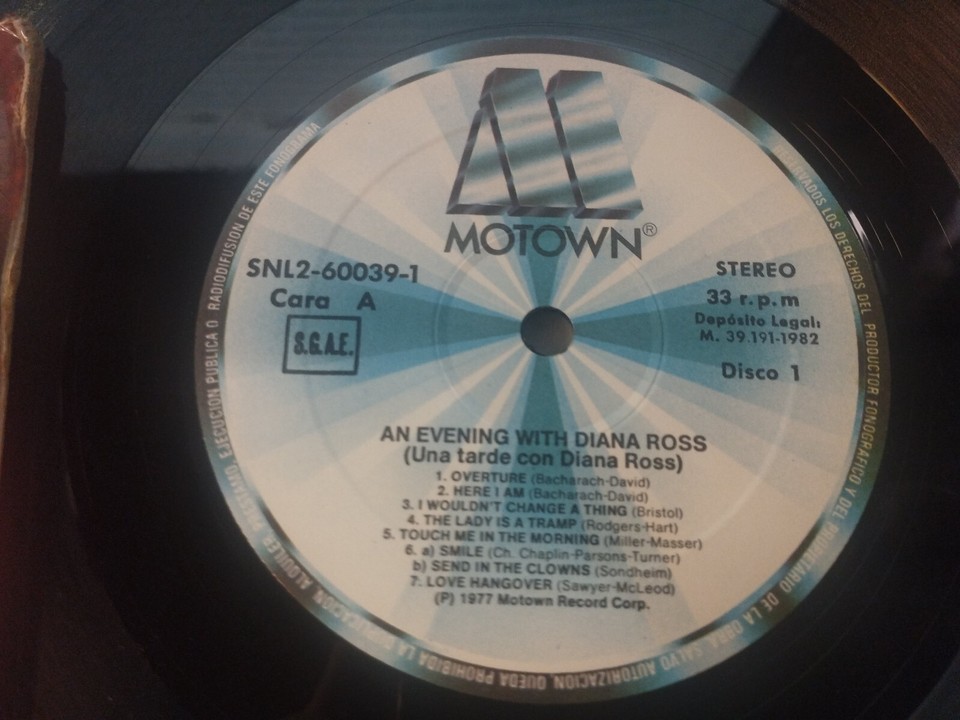 MOTOWN®
SNL2-60039-1
Cara A
S.G.A.E.
STEREO
33 r.p.m
Depósito Legal:
M. 39.191-1982
Disco 1
AN EVENING WITH DIANA ROSS
(Una tarde con Diana Ross)
1. OVERTURE (Bacharach-David)
2. HERE I AM (Bacharach-David)
3. I WOULDN'T CHANGE A THING (Bristol)
4. THE LADY IS A TRAMP (Rodgers-Hart)
5. TOUCH ME IN THE MORNING (Miller-Masser)
6. a) SMILE (Ch. Chaplin-Parsons-Turner)
b) SEND IN THE CLOWNS (Sondheim)
7. LOVE HANGOVER (Sawyer-McLeod)
(P) 1977 Motown Record Corp.
RESERVADOS LOS DERECHOS DEL PRODUCTOR FONOGRAFICO Y DEL PROPIETARIO DE LA OBRA. SALVO AUTORIZACION, QUEDA PROHIBIDA LA DUPLICACION, ALQUILER, PRESTAMO, EJECUCION PUBLICA O RADIODIFUSION DE ESTE FONOGRAMA